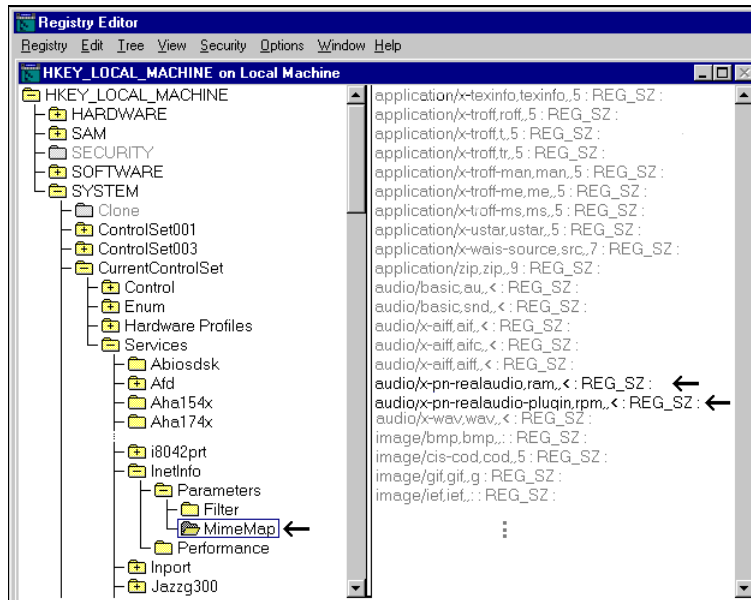 Registry Editor
Registry Edit Tree View Security Options Window Help
HKEY_LOCAL_MACHINE on Local Machine
HKEY_LOCAL_MACHINE
HARDWARE
SAM
SECURITY
SOFTWARE
SYSTEM
Clone
ControlSet001
ControlSet003
CurrentControlSet
Control
Enum
Hardware Profiles
Services
Abiosdsk
Afd
Aha154x
Aha174x
i8042prt
InetInfo
Parameters
Filter
MimeMap
Performance
Inport
Jazzg300
application/x-texinfo,texinfo,,5 : REG_SZ :
application/x-troff,roff,,5 : REG_SZ :
application/x-troff,t,,5 : REG_SZ :
application/x-troff,tr,,5 : REG_SZ :
application/x-troff-man,man,,5 : REG_SZ :
application/x-troff-me,me,,5 : REG_SZ :
application/x-troff-ms,ms,,5 : REG_SZ :
application/x-ustar,ustar,,5 : REG_SZ :
application/x-wais-source,src,,7 : REG_SZ :
application/zip,zip,,9 : REG_SZ :
audio/basic,au,,< : REG_SZ :
audio/basic,snd,,< : REG_SZ :
audio/x-aiff,aif,,< : REG_SZ :
audio/x-aiff,aifc,,< : REG_SZ :
audio/x-aiff,aiff,,< : REG_SZ :
audio/x-pn-realaudio,ram,,< : REG_SZ :
audio/x-pn-realaudio-plugin,rpm,,< : REG_SZ :
audio/x-wav,wav,,< : REG_SZ :
image/bmp,bmp,,: : REG_SZ :
image/cis-cod,cod,,5 : REG_SZ :
image/gif,gif,,g : REG_SZ :
image/ief,ief,,: : REG_SZ :